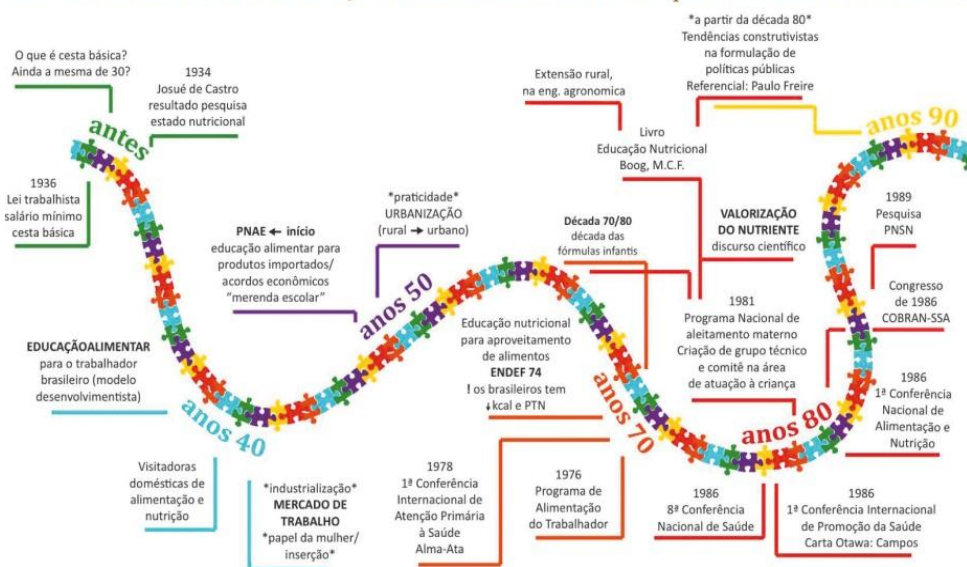 O que é cesta básica?
Ainda a mesma de 30?
1934
Josué de Castro
resultado pesquisa
estado nutricional
antes
1936
Lei trabalhista
salário mínimo
cesta básica
EDUCAÇÃOALIMENTAR
para o trabalhador
brasileiro (modelo
desenvolvimentista)
anos 40
Visitadoras
domésticas de
alimentação e
nutrição
*industrialização*
MERCADO DE
TRABALHO
*papel da mulher/
inserção*
PNAE ← início
educação alimentar para
produtos importados/
acordos econômicos
"merenda escolar"
*praticidade*
URBANIZAÇÃO
(rural → urbano)
anos 50
Educação nutricional
para aproveitamento
de alimentos
ENDEF 74
! os brasileiros tem
↓kcal e PTN
anos 70
1978
1ª Conferência
Internacional de
Atenção Primária
à Saúde
Alma-Ata
1976
Programa de
Alimentação
do Trabalhador
Década 70/80
década das
fórmulas infantis
Extensão rural,
na eng. agronomica
Livro
Educação Nutricional
Boog, M.C.F.
*a partir da década 80*
Tendências construtivistas
na formulação de
políticas públicas
Referencial: Paulo Freire
VALORIZAÇÃO
DO NUTRIENTE
discurso científico
1981
Programa Nacional de
aleitamento materno
Criação de grupo técnico
e comitê na área
de atuação à criança
anos 80
1986
8ª Conferência
Nacional de Saúde
1986
1ª Conferência Internacional
de Promoção da Saúde
Carta Otawa: Campos
1986
1ª Conferência
Nacional de
Alimentação e
Nutrição
Congresso
de 1986
COBRAN-SSA
1989
Pesquisa
PNSN
anos 90